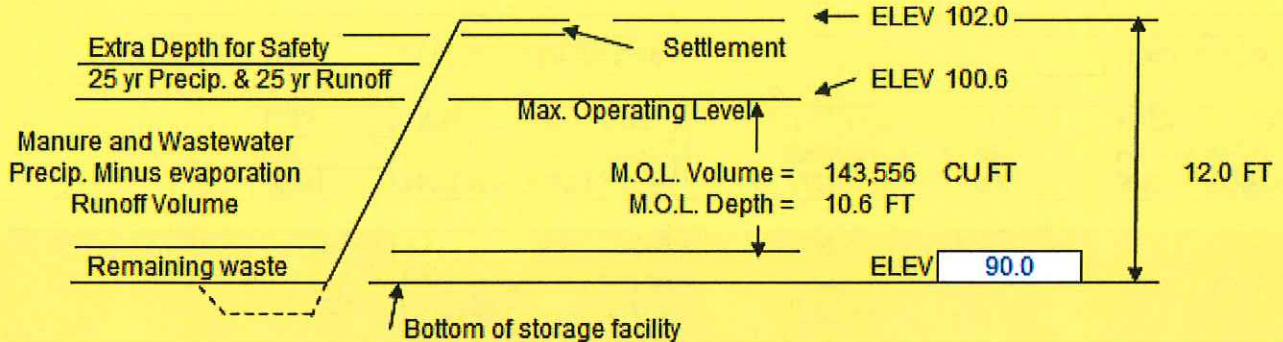 ELEV 102.0
Extra Depth for Safety
Settlement
25 yr Precip. & 25 yr Runoff
ELEV 100.6
Max. Operating Level
Manure and Wastewater
Precip. Minus evaporation
Runoff Volume
M.O.L. Volume = 143,556 CU FT
M.O.L. Depth = 10.6 FT
12.0 FT
Remaining waste
ELEV 90.0
Bottom of storage facility